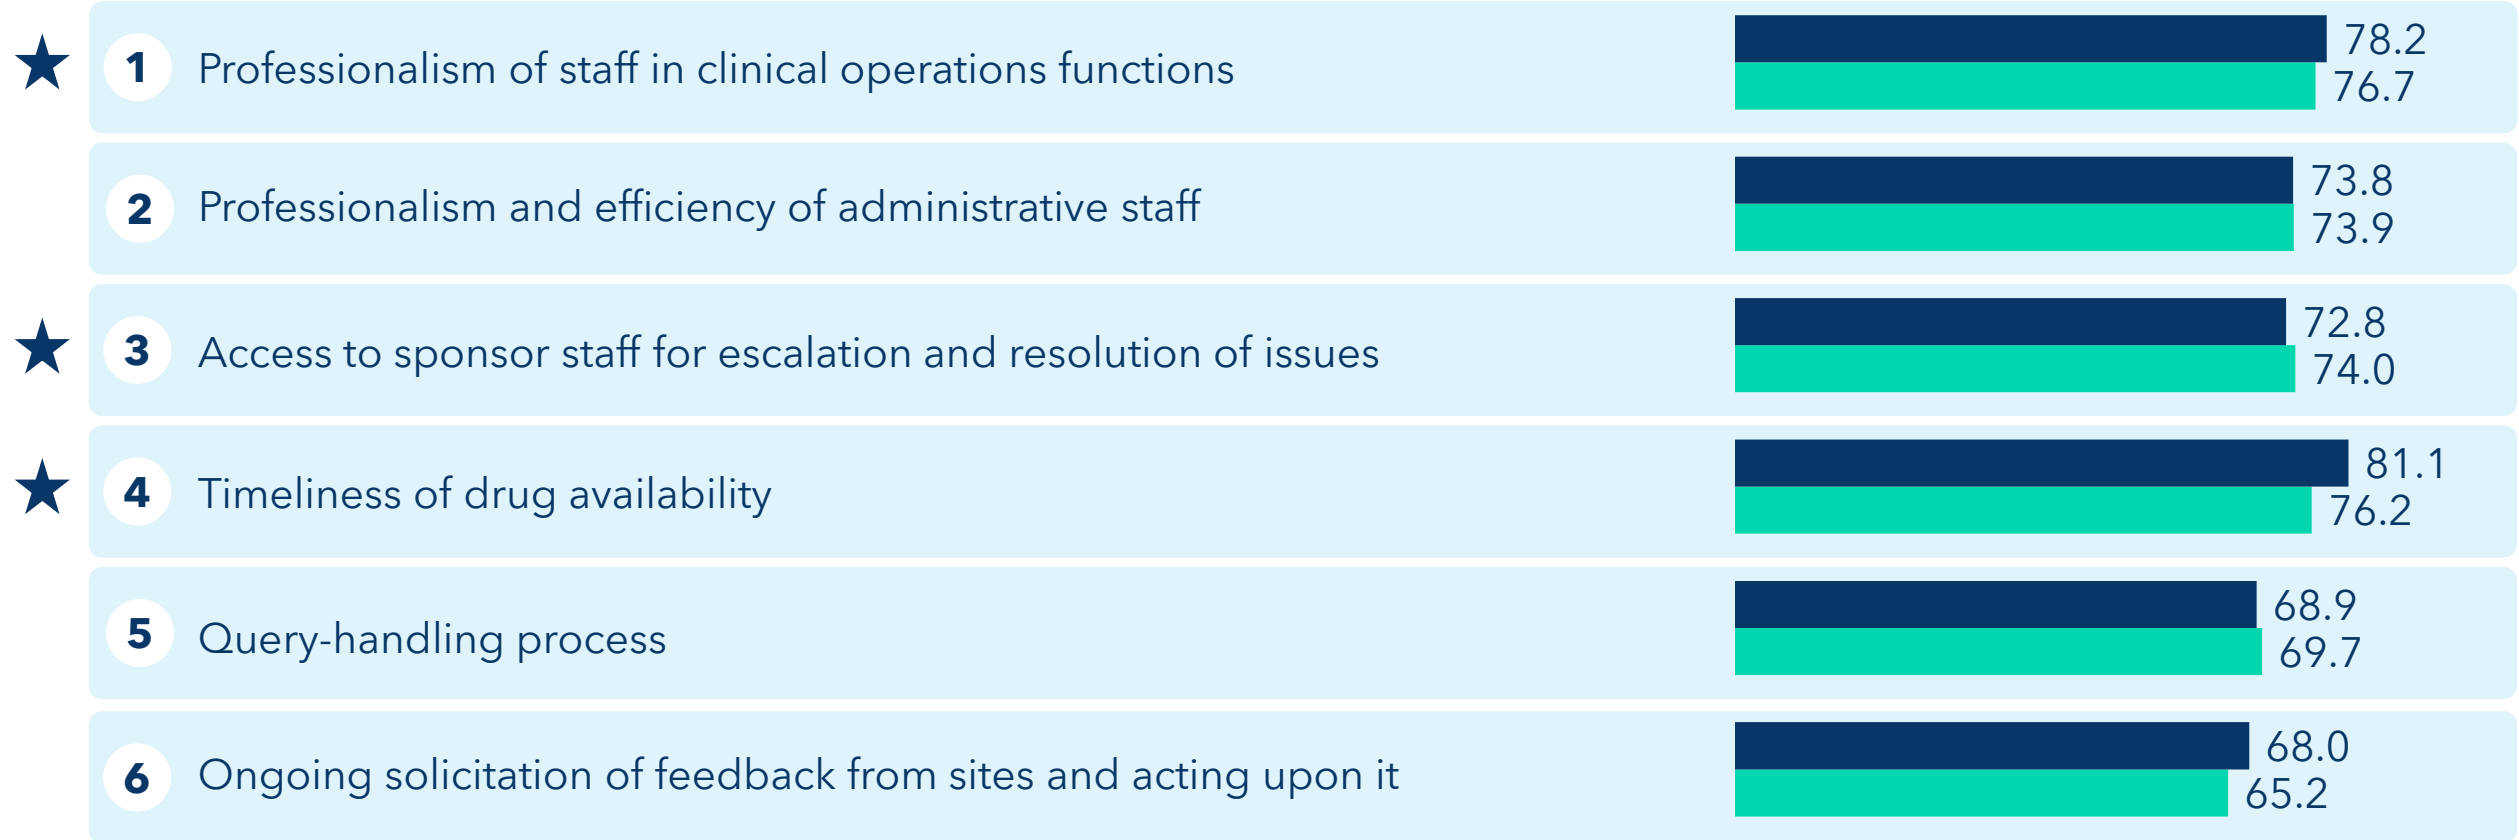 1 Professionalism of staff in clinical operations functions 78.2
76.7
2 Professionalism and efficiency of administrative staff 73.8
73.9
3 Access to sponsor staff for escalation and resolution of issues 72.8
74.0
4 Timeliness of drug availability 81.1
76.2
5 Query-handling process 68.9
69.7
6 Ongoing solicitation of feedback from sites and acting upon it 68.0
65.2